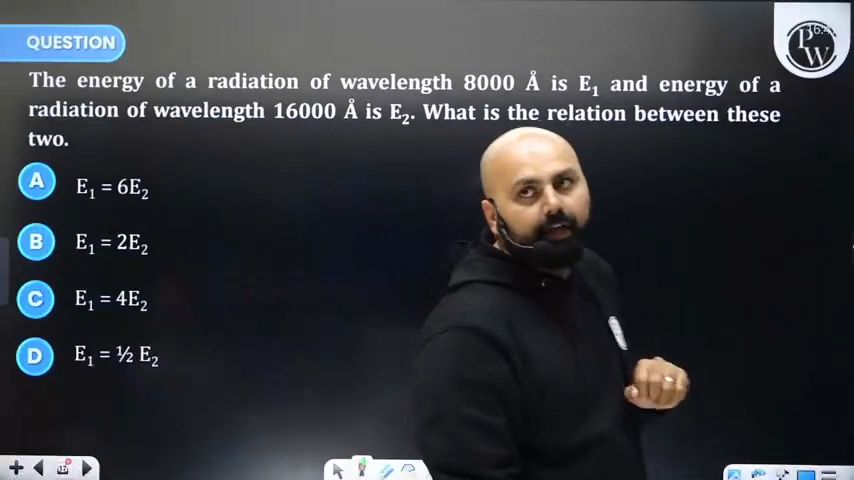 QUESTION
The energy of a radiation of wavelength 8000 Å is E₁ and energy of a
radiation of wavelength 16000 Å is E₂. What is the relation between these
two.
A E₁ = 6E₂
B E₁ = 2E₂
C E₁ = 4E₂
D E₁ = ½ E₂
PW